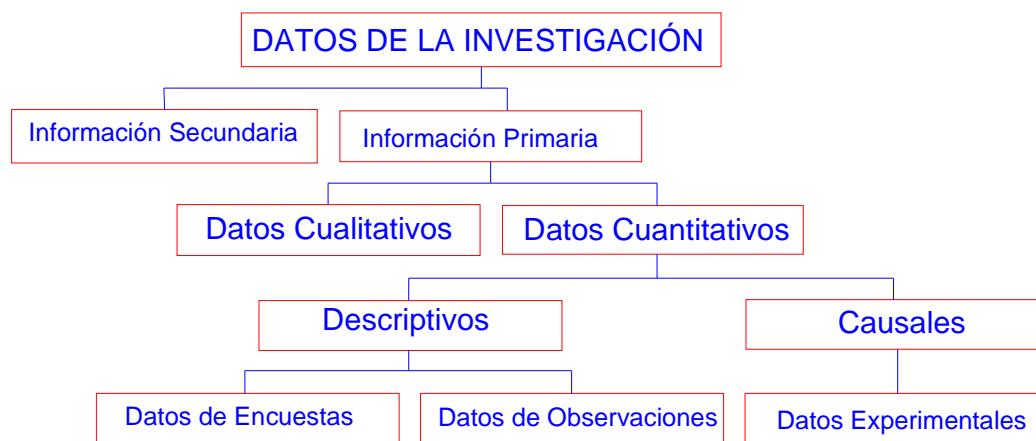 DATOS DE LA INVESTIGACIÓN
Información Secundaria
Información Primaria
Datos Cualitativos
Datos Cuantitativos
Descriptivos
Causales
Datos de Encuestas
Datos de Observaciones
Datos Experimentales